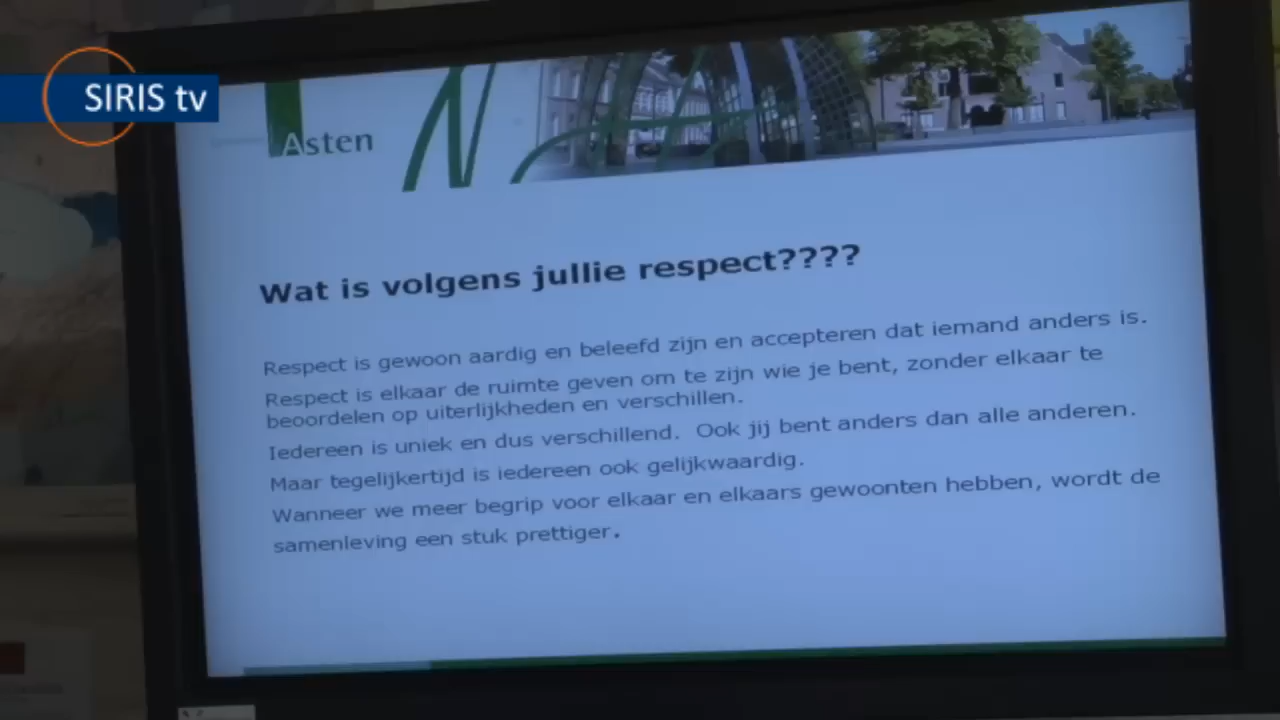 SIRIS tv
Asten
Wat is volgens jullie respect????
Respect is gewoon aardig en beleefd zijn en accepteren dat iemand anders is.
Respect is elkaar de ruimte geven om te zijn wie je bent, zonder elkaar te
beoordelen op uiterlijkheden en verschillen.
Iedereen is uniek en dus verschillend. Ook jij bent anders dan alle anderen.
Maar tegelijkertijd is iedereen ook gelijkwaardig.
Wanneer we meer begrip voor elkaar en elkaars gewoonten hebben, wordt de
samenleving een stuk prettiger.